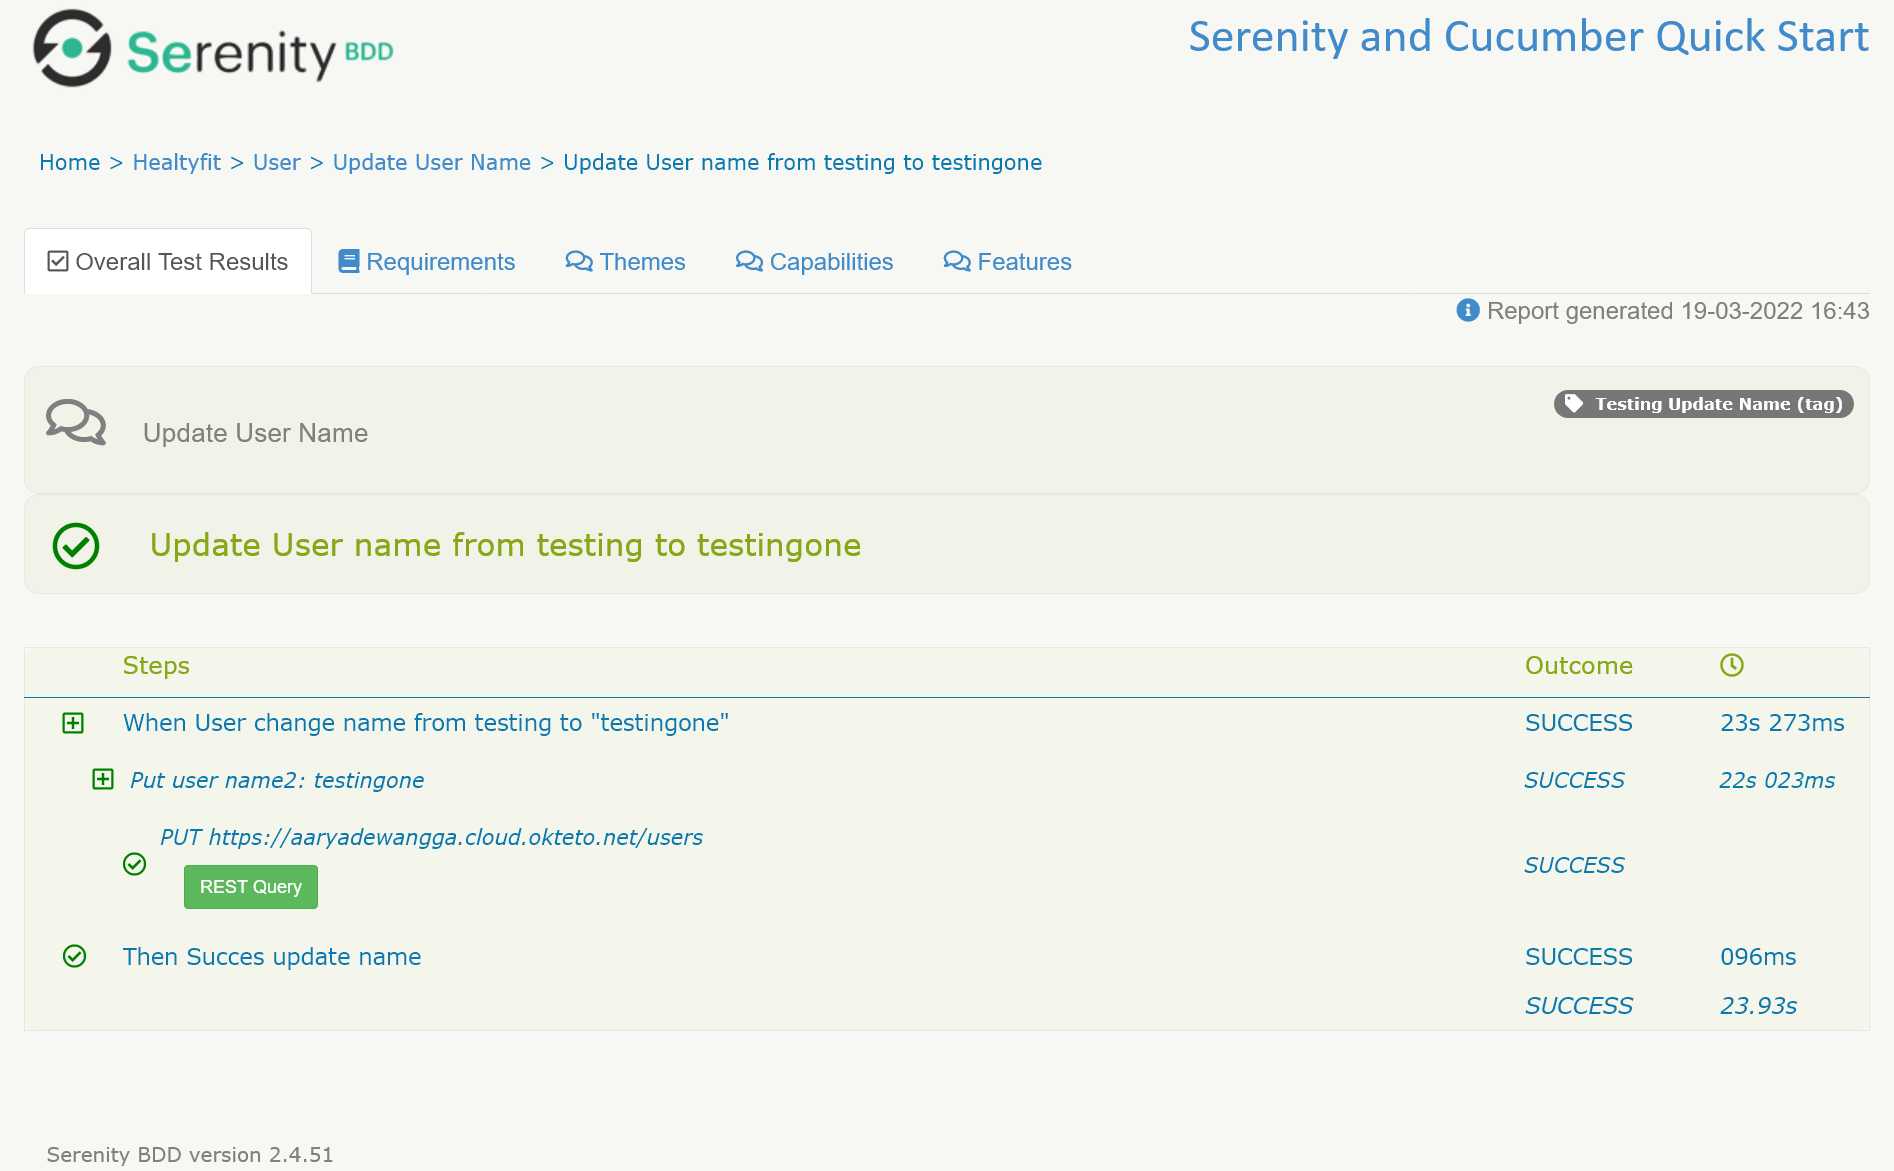 Serenity BDD
Serenity and Cucumber Quick Start
Home > Healtyfit > User > Update User Name > Update User name from testing to testingone
Overall Test Results Requirements Themes Capabilities Features
Report generated 19-03-2022 16:43
Testing Update Name (tag)
Update User Name
Update User name from testing to testingone
Steps Outcome
When User change name from testing to "testingone" SUCCESS 23s 273ms
Put user name2: testingone SUCCESS 22s 023ms
PUT https://aaryadewangga.cloud.okteto.net/users
SUCCESS
REST Query
Then Succes update name SUCCESS 096ms
SUCCESS 23.93s
Serenity BDD version 2.4.51